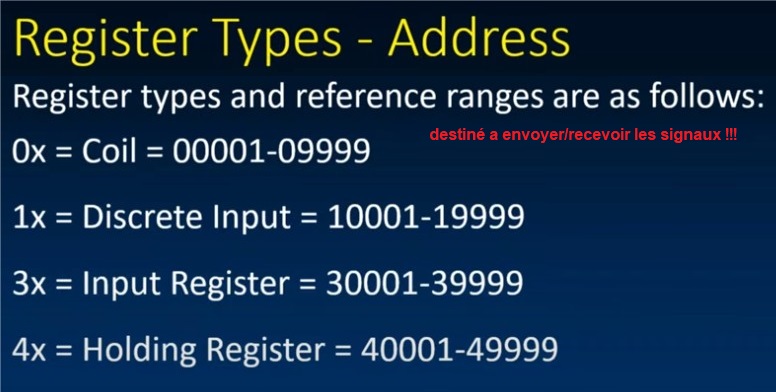 Register Types - Address
Register types and reference ranges are as follows:
destiné a envoyer/recevoir les signaux !!!
0x = Coil = 00001-09999
1x = Discrete Input = 10001-19999
3x = Input Register = 30001-39999
4x = Holding Register = 40001-49999